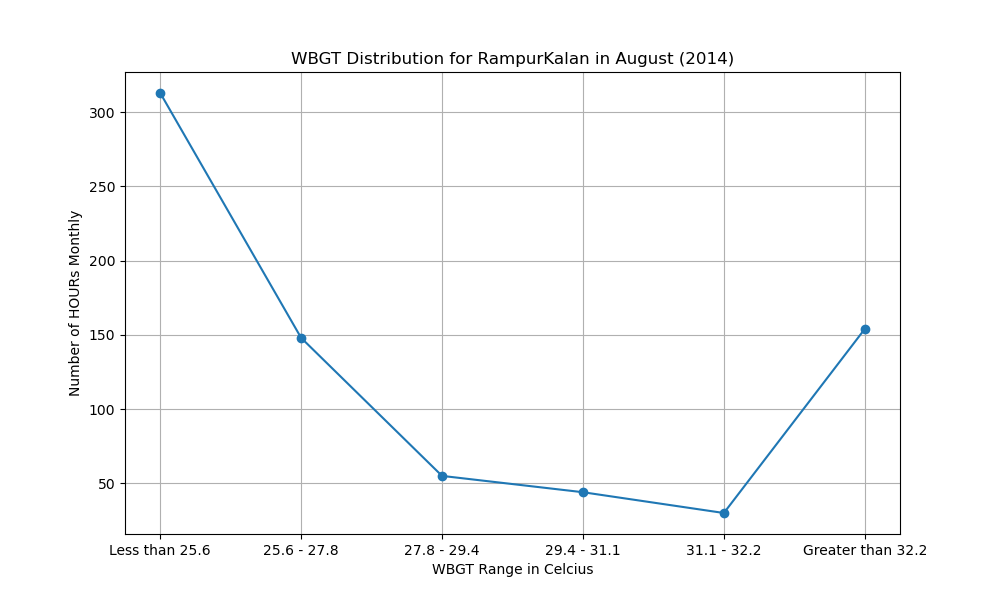 WBGT Distribution for RampurKalan in August (2014)
Number of HOURs Monthly
300
250
200
150
100
50
Less than 25.6
25.6 - 27.8
27.8 - 29.4
29.4 - 31.1
31.1 - 32.2
Greater than 32.2
WBGT Range in Celcius